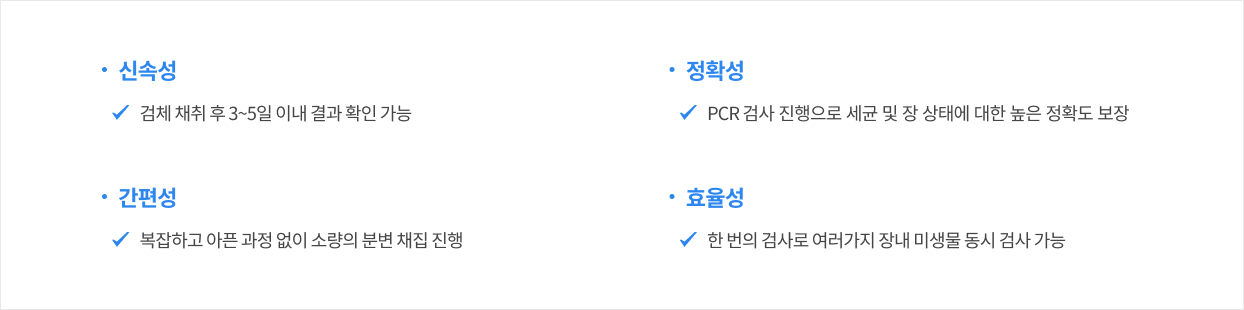 • 신속성
✓ 검체 채취 후 3~5일 이내 결과 확인 가능
• 정확성
✓ PCR 검사 진행으로 세균 및 장 상태에 대한 높은 정확도 보장
• 간편성
✓ 복잡하고 아픈 과정 없이 소량의 분변 채집 진행
• 효율성
✓ 한 번의 검사로 여러가지 장내 미생물 동시 검사 가능